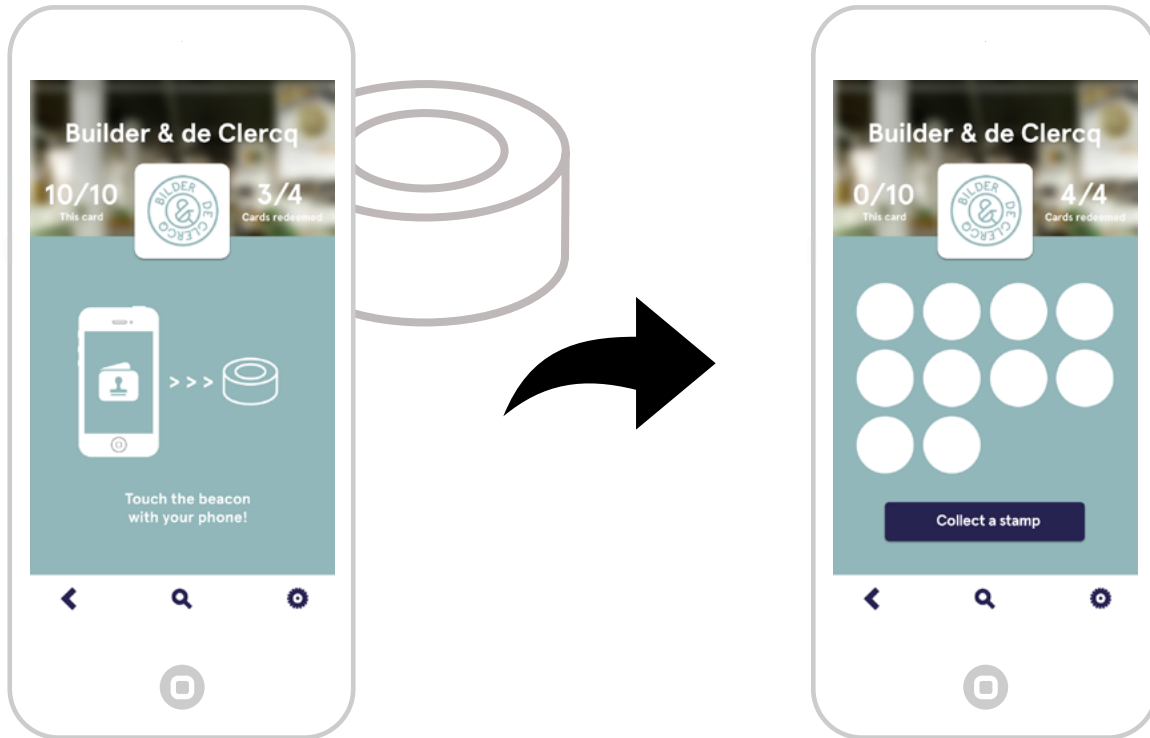 Builder & de Clercq
10/10
This card
BILDER
&
DE CLERCQ
3/4
Cards redeemed
> > >
Touch the beacon
with your phone!
Builder & de Clercq
0/10
This card
BILDER
&
DE CLERCQ
4/4
Cards redeemed
Collect a stamp